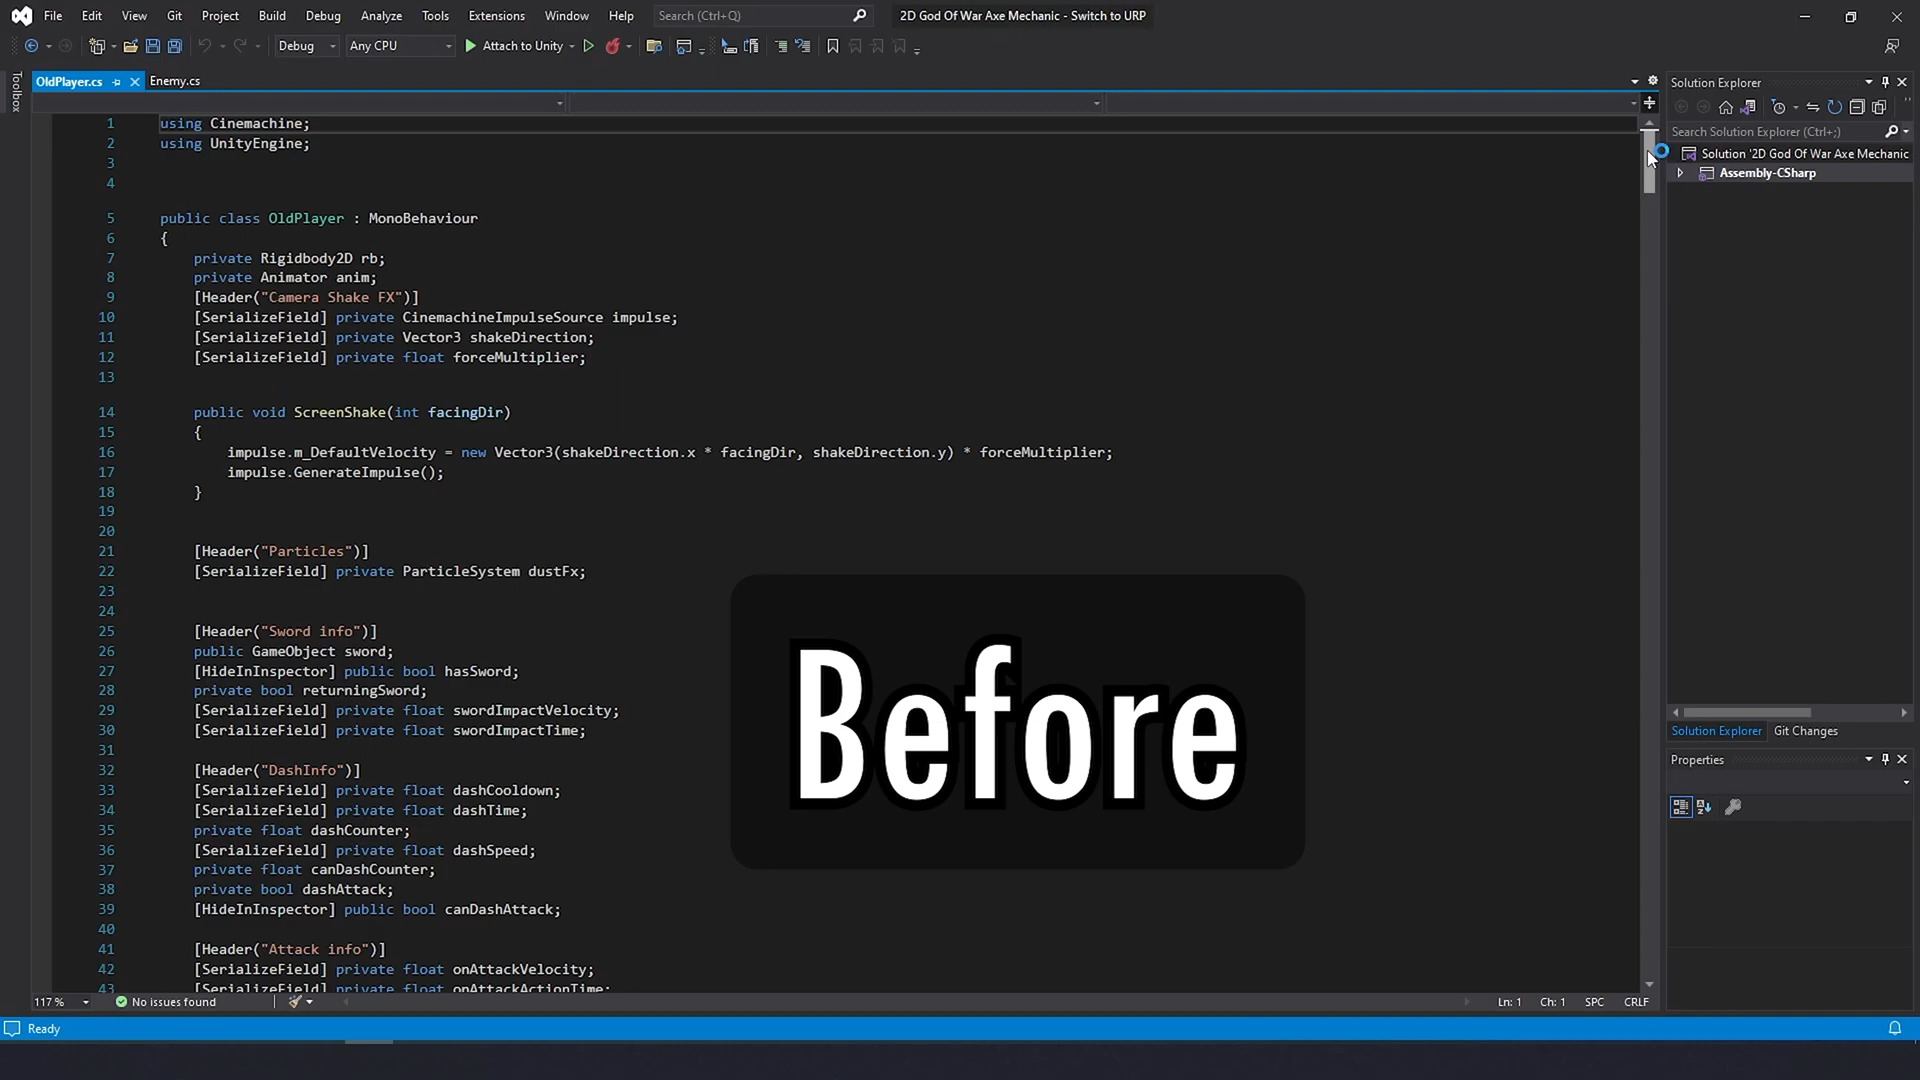 File Edit View Git Project Build Debug Analyze Tools Extensions Window Help Search (Ctrl+Q) 2D God Of War Axe Mechanic - Switch to URP
Debug Any CPU Attach to Unity
Toolbox
OldPlayer.cs Enemy.cs
1 using Cinemachine;
2 using UnityEngine;
3
4
5 public class OldPlayer : MonoBehaviour
6 {
7 private Rigidbody2D rb;
8 private Animator anim;
9 [Header("Camera Shake FX")]
10 [SerializeField] private CinemachineImpulseSource impulse;
11 [SerializeField] private Vector3 shakeDirection;
12 [SerializeField] private float forceMultiplier;
13
14 public void ScreenShake(int facingDir)
15 {
16 impulse.m_DefaultVelocity = new Vector3(shakeDirection.x * facingDir, shakeDirection.y) * forceMultiplier;
17 impulse.GenerateImpulse();
18 }
19
20
21 [Header("Particles")]
22 [SerializeField] private ParticleSystem dustFx;
23
24
25 [Header("Sword info")]
26 public GameObject sword;
27 [HideInInspector] public bool hasSword;
28 private bool returningSword;
29 [SerializeField] private float swordImpactVelocity;
30 [SerializeField] private float swordImpactTime;
31
32 [Header("DashInfo")]
33 [SerializeField] private float dashCooldown;
34 [SerializeField] private float dashTime;
35 private float dashCounter;
36 [SerializeField] private float dashSpeed;
37 private float canDashCounter;
38 private bool dashAttack;
39 [HideInInspector] public bool canDashAttack;
40
41 [Header("Attack info")]
42 [SerializeField] private float onAttackVelocity;
43 [SerializeField] private float onAttackActionTime;
Before
117 % No issues found Ln: 1 Ch: 1 SPC CRLF
Ready
Solution Explorer
Search Solution Explorer (Ctrl+;)
Solution '2D God Of War Axe Mechanic
Assembly-CSharp
Solution Explorer Git Changes
Properties